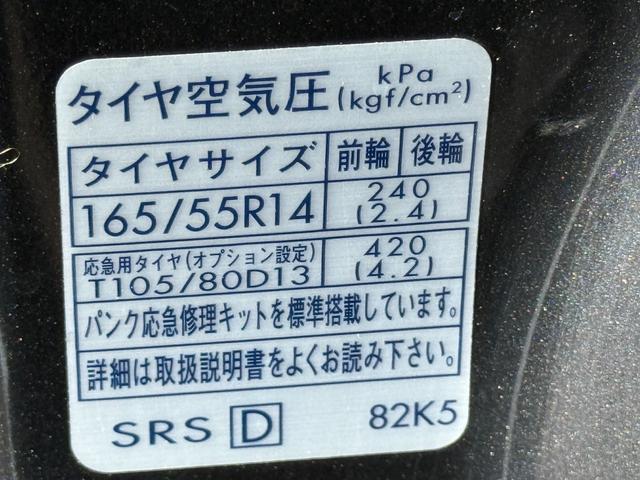 タイヤ空気圧 kPa (kgf/cm²)
タイヤサイズ 前輪 後輪
165/55R14 240 (2.4)
応急用タイヤ(オプション設定) 420
T105/80D13 (4.2)
パンク応急修理キットを標準搭載しています。
詳細は取扱説明書をよくお読み下さい。
SRS D 82K5